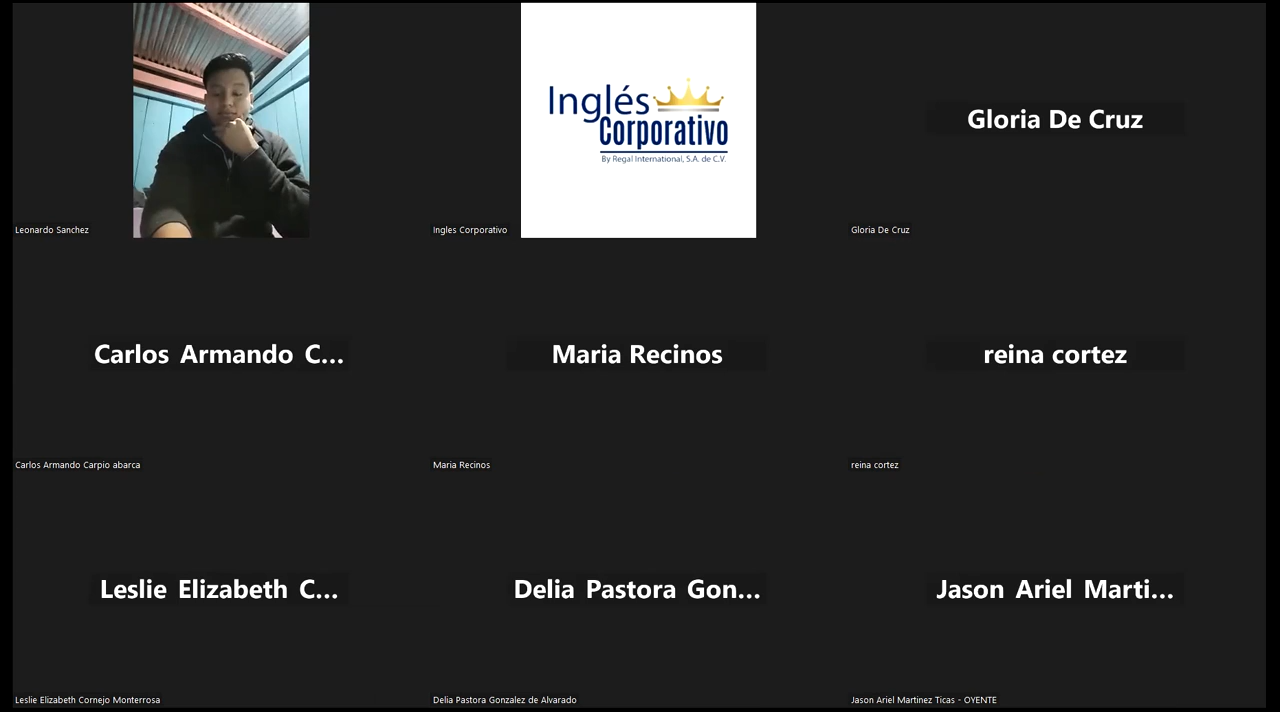 Inglés
Corporativo
By Regal International, S.A. de C.V.
Gloria De Cruz
Leonardo Sanchez
Ingles Corporativo
Gloria De Cruz
Carlos Armando C...
Maria Recinos
reina cortez
Carlos Armando Carpio abarca
Maria Recinos
reina cortez
Leslie Elizabeth C...
Delia Pastora Gon...
Jason Ariel Marti...
Leslie Elizabeth Cornejo Monterrosa
Delia Pastora Gonzalez de Alvarado
Jason Ariel Martinez Ticas - OYENTE